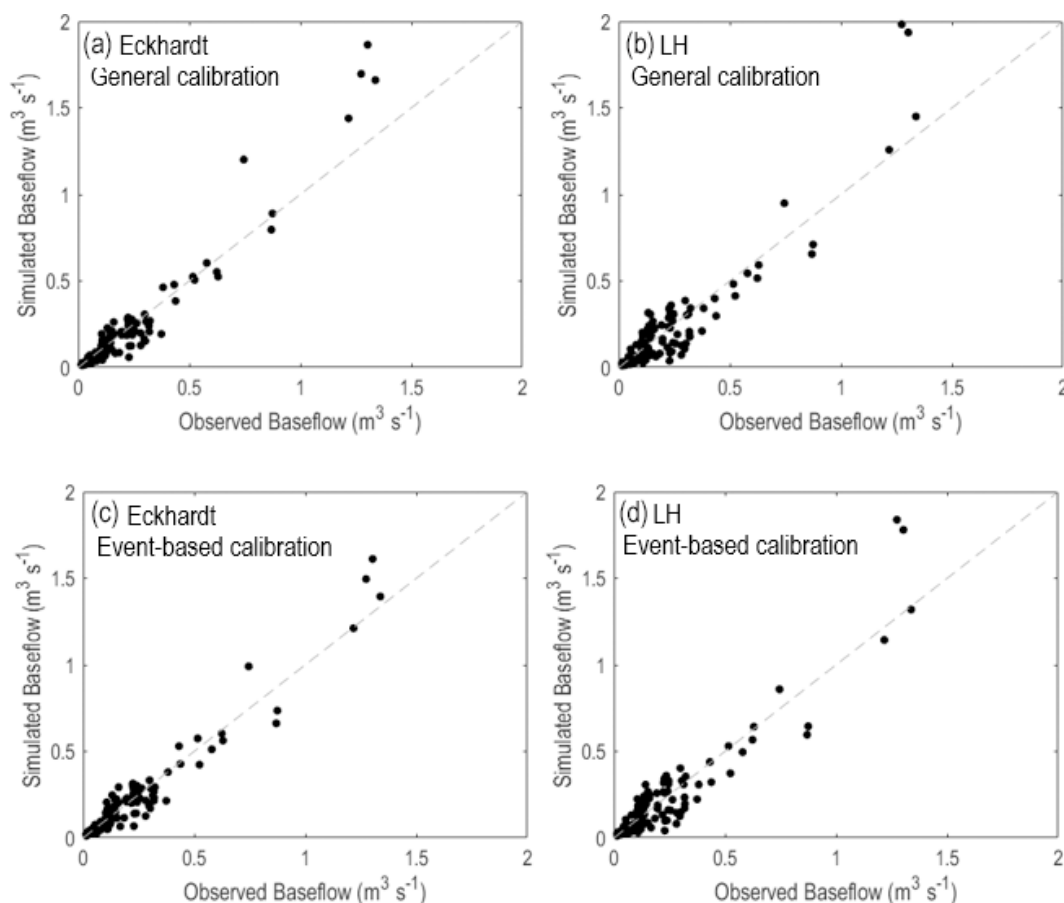 (a) Eckhardt
General calibration
2
1.5
1
0.5
0
0
0.5
1
1.5
2
Simulated Baseflow (m³ s⁻¹)
Observed Baseflow (m³ s⁻¹)
(b) LH
General calibration
2
1.5
1
0.5
0
0
0.5
1
1.5
2
Simulated Baseflow (m³ s⁻¹)
Observed Baseflow (m³ s⁻¹)
(c) Eckhardt
Event-based calibration
2
1.5
1
0.5
0
0
0.5
1
1.5
2
Simulated Baseflow (m³ s⁻¹)
Observed Baseflow (m³ s⁻¹)
(d) LH
Event-based calibration
2
1.5
1
0.5
0
0
0.5
1
1.5
2
Simulated Baseflow (m³ s⁻¹)
Observed Baseflow (m³ s⁻¹)